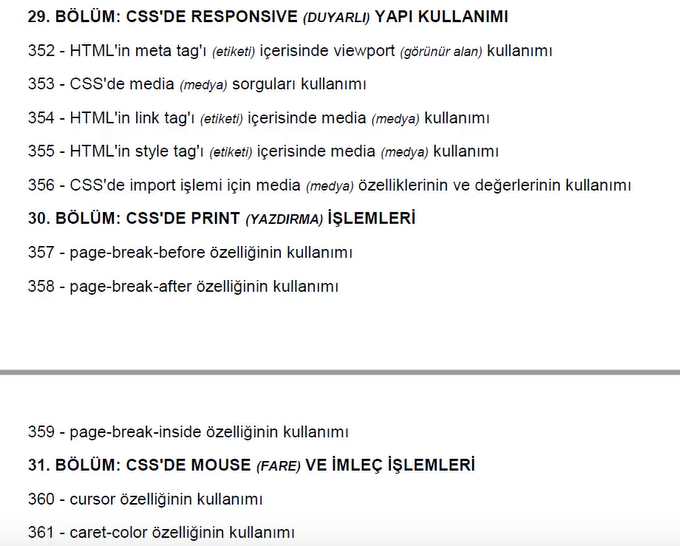 29. BÖLÜM: CSS'DE RESPONSIVE (DUYARLI) YAPI KULLANIMI
352 - HTML'in meta tag'ı (etiketi) içerisinde viewport (görünür alan) kullanımı
353 - CSS'de media (medya) sorguları kullanımı
354 - HTML'in link tag'ı (etiketi) içerisinde media (medya) kullanımı
355 - HTML'in style tag'ı (etiketi) içerisinde media (medya) kullanımı
356 - CSS'de import işlemi için media (medya) özelliklerinin ve değerlerinin kullanımı
30. BÖLÜM: CSS'DE PRINT (YAZDIRMA) İŞLEMLERİ
357 - page-break-before özelliğinin kullanımı
358 - page-break-after özelliğinin kullanımı
359 - page-break-inside özelliğinin kullanımı
31. BÖLÜM: CSS'DE MOUSE (FARE) VE İMLEÇ İŞLEMLERİ
360 - cursor özelliğinin kullanımı
361 - caret-color özelliğinin kullanımı